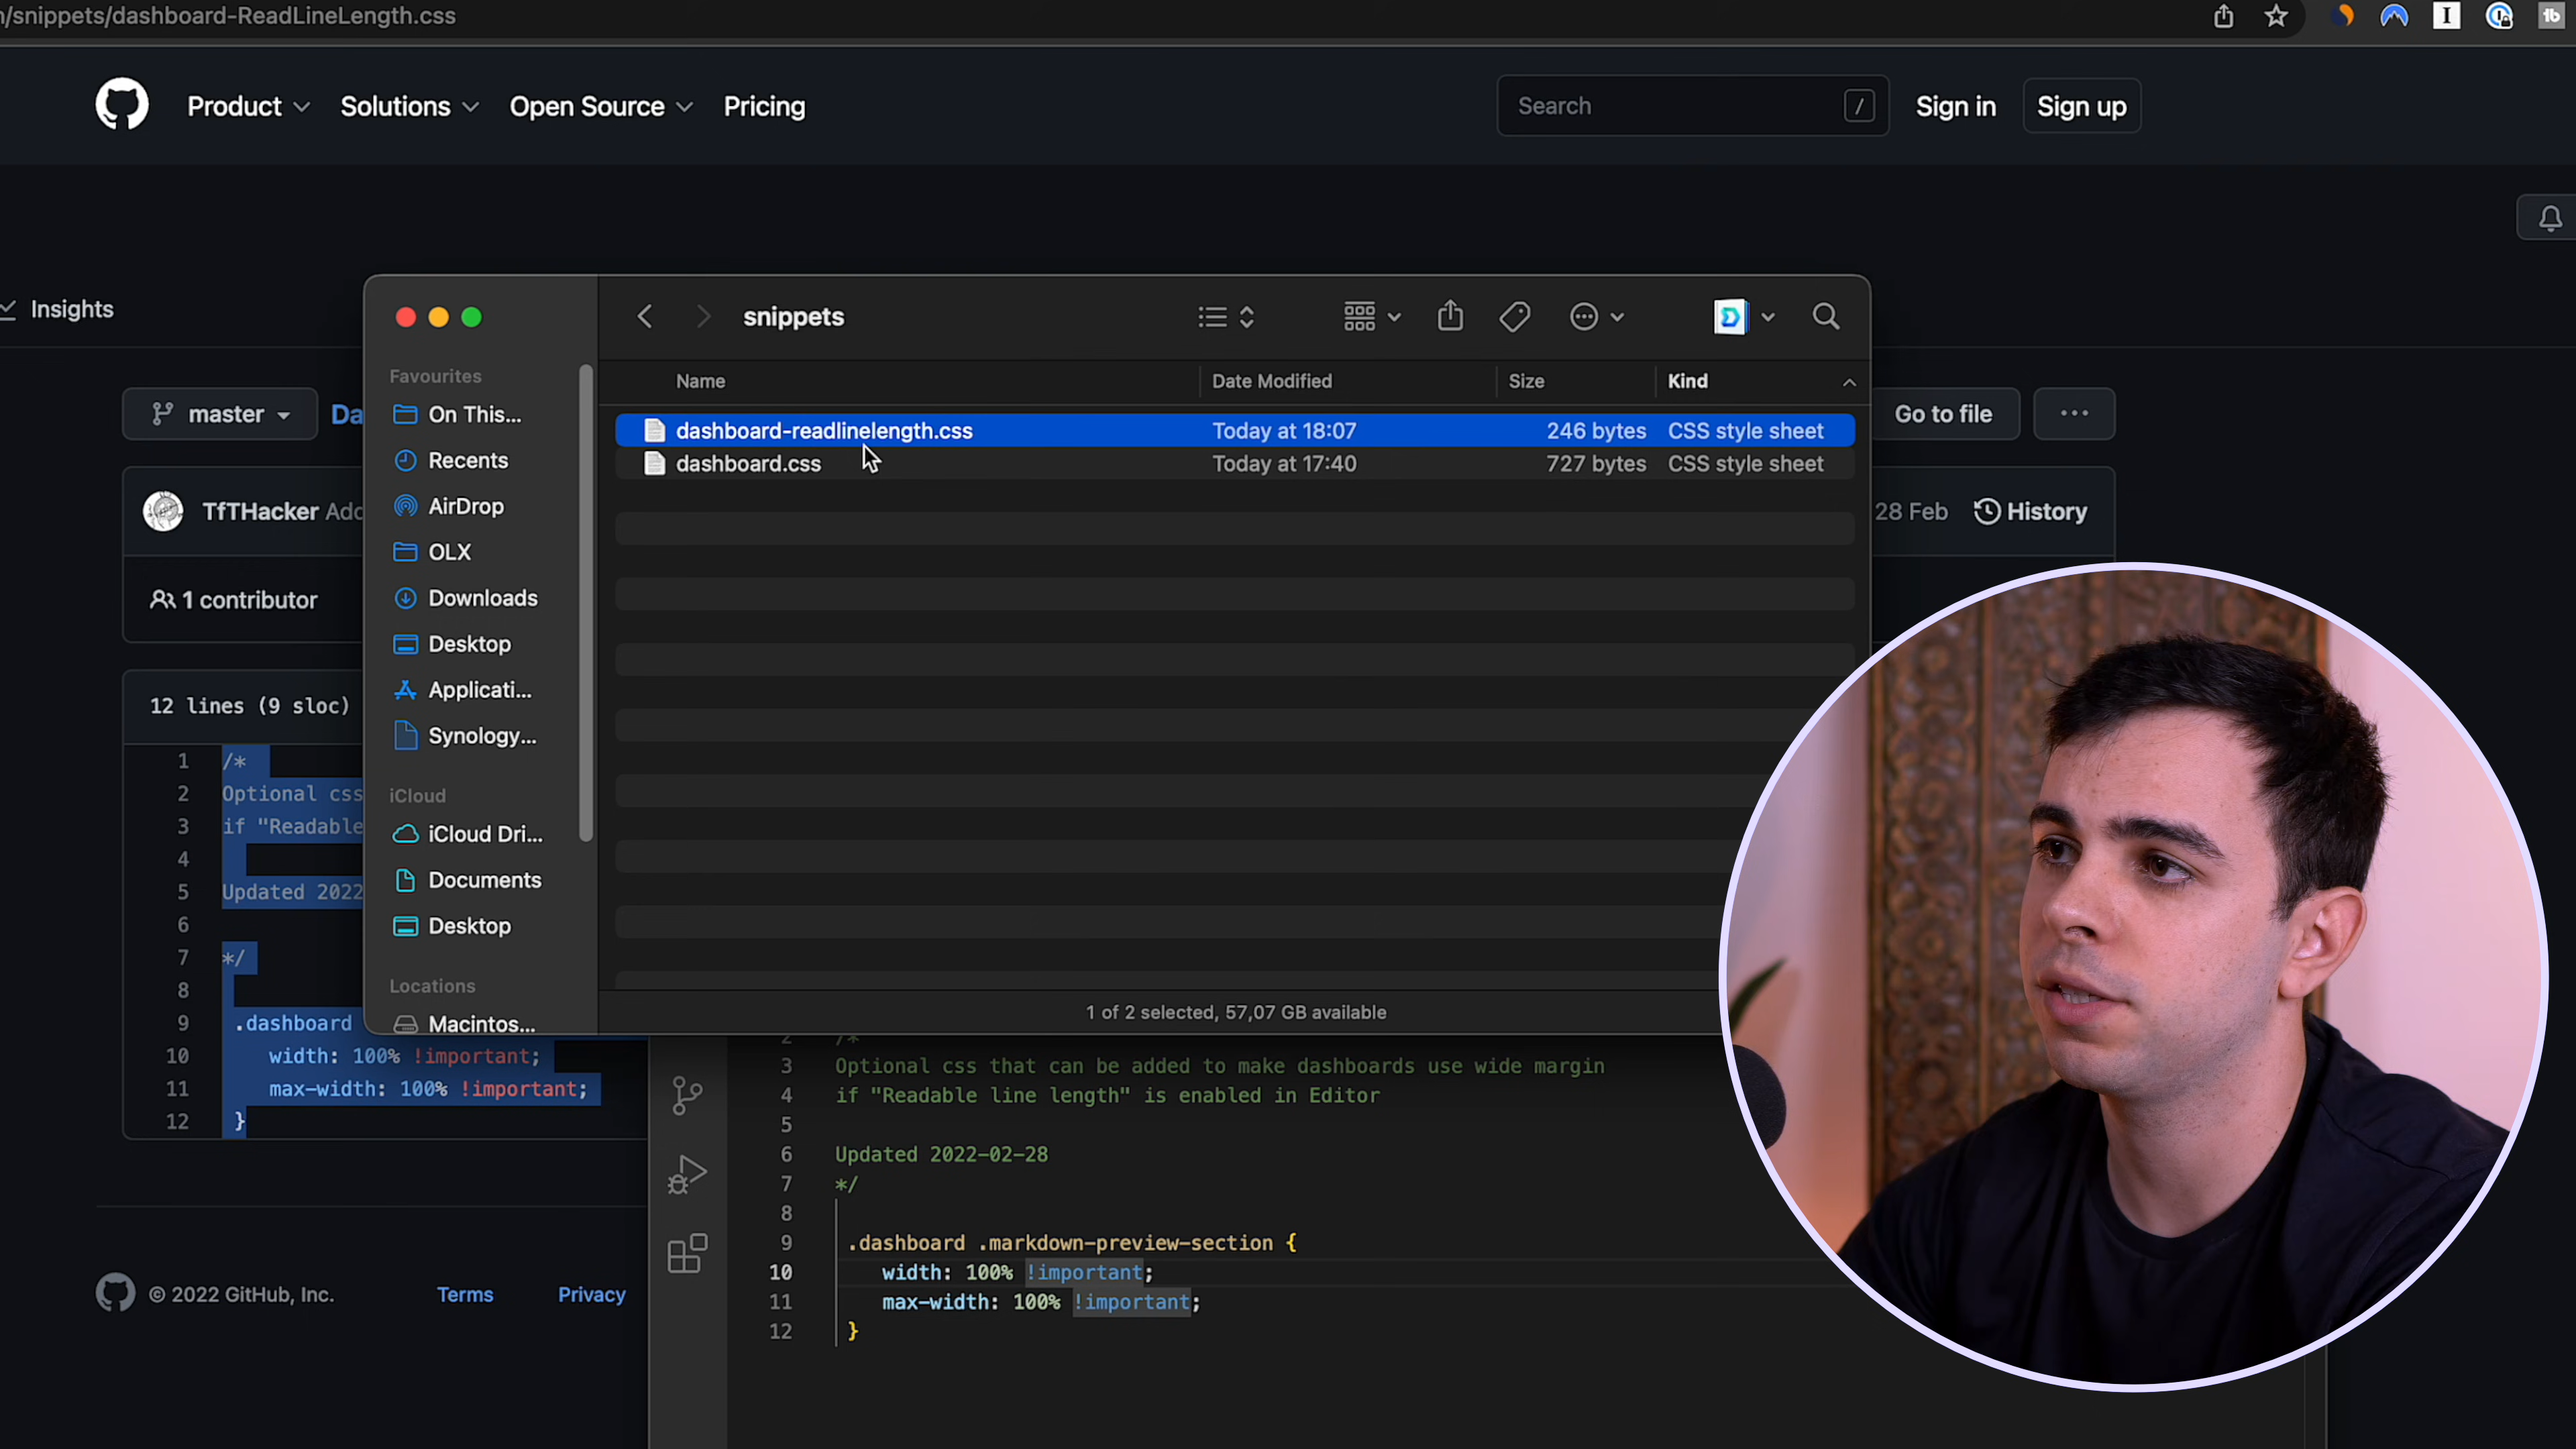 /snippets/dashboard-ReadLineLength.css
Product
Solutions
Open Source
Pricing
Search
/
Sign in
Sign up
Insights
snippets
Favourites
On This...
Recents
AirDrop
OLX
Downloads
Desktop
Applicati...
Synology...
iCloud
iCloud Dri...
Documents
Desktop
Locations
Macintos...
Name Date Modified Size Kind
dashboard-readlinelength.css Today at 18:07 246 bytes CSS style sheet
dashboard.css Today at 17:40 727 bytes CSS style sheet
1 of 2 selected, 57,07 GB available
master
Da
Go to file
...
TfTHacker Adc
28 Feb
History
1 contributor
12 lines (9 sloc)
1 /*
2 Optional css
3 if "Readable
4
5 Updated 2022
6
7 */
8
9 .dashboard
10 width: 100% !important;
11 max-width: 100% !important;
12 }
2 /*
3 Optional css that can be added to make dashboards use wide margin
4 if "Readable line length" is enabled in Editor
5
6 Updated 2022-02-28
7 */
8
9 .dashboard .markdown-preview-section {
10 width: 100% !important;
11 max-width: 100% !important;
12 }
© 2022 GitHub, Inc.
Terms
Privacy